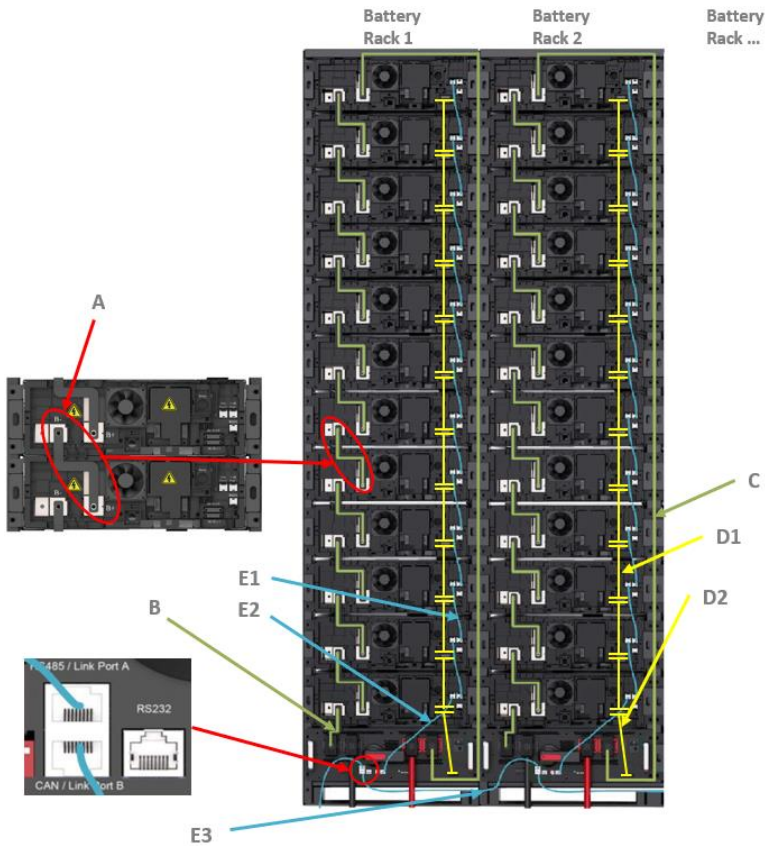 Battery
Rack 1
Battery
Rack 2
Battery
Rack ...
A
B-
B+
B-
B+
C
D1
D2
E1
E2
B
RS485 / Link Port A
RS232
CAN / Link Port B
E3